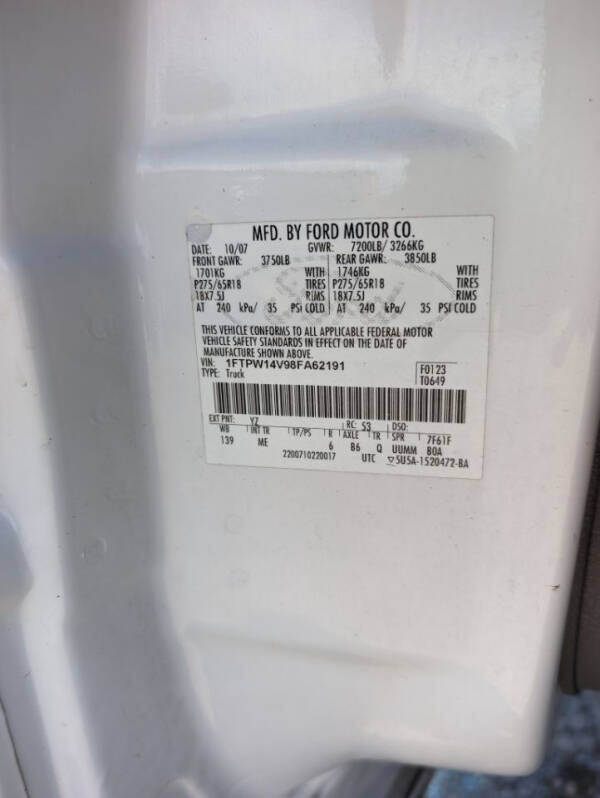 MFD. BY FORD MOTOR CO.
DATE: 10/07 GVWR: 7200LB/ 3266KG
FRONT GAWR: 3750LB REAR GAWR: 3850LB
1701KG WITH 1746KG WITH
P275/65R18 TIRES P275/65R18 TIRES
18X7.5J RIMS 18X7.5J RIMS
AT 240 kPa/ 35 PSI COLD AT 240 kPa/ 35 PSI COLD
THIS VEHICLE CONFORMS TO ALL APPLICABLE FEDERAL MOTOR
VEHICLE SAFETY STANDARDS IN EFFECT ON THE DATE OF
MANUFACTURE SHOWN ABOVE.
VIN: 1FTPW14V98FA62191 F0123
TYPE: Truck T0649
EXT PNT: YZ RC: 53 DSO:
WB INT TR TP/PS R AXLE TR SPR 7F61F
139 ME 6 B6 Q UUMM BOA
2200710220017 UTC 5U5A-1520472-BA